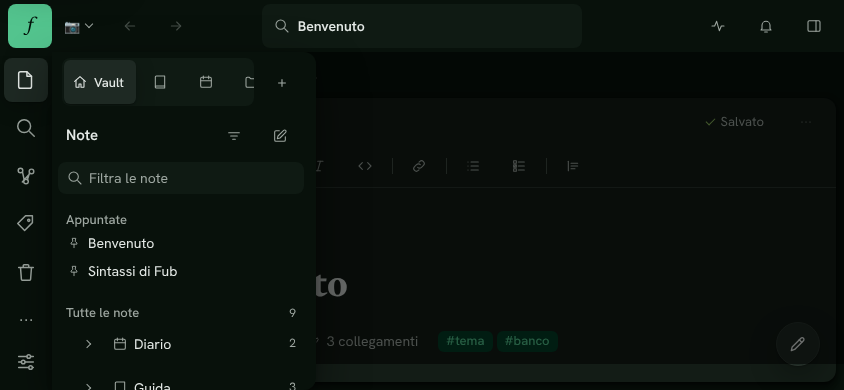 f
Benvenuto
Vault
Note
Salvato
Filtra le note
Appuntate
Benvenuto
Sintassi di Fub
to
Tutte le note 9
3 collegamenti #tema #banco
Diario 2
Guida 3